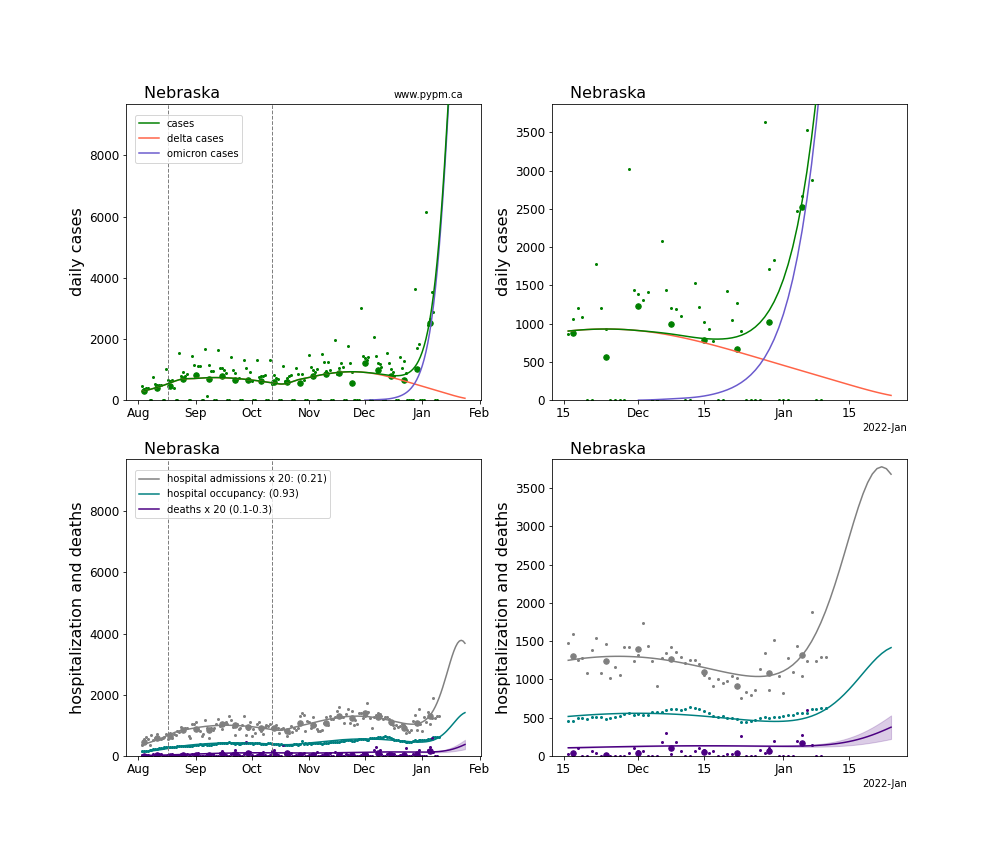 Nebraska
www.pypm.ca
cases
delta cases
omicron cases
daily cases
8000
6000
4000
2000
0
Aug
Sep
Oct
Nov
Dec
Jan
Feb
Nebraska
daily cases
3500
3000
2500
2000
1500
1000
500
0
15
Dec
15
Jan
15
2022-Jan
Nebraska
hospital admissions x 20: (0.21)
hospital occupancy: (0.93)
deaths x 20 (0.1-0.3)
hospitalization and deaths
8000
6000
4000
2000
0
Aug
Sep
Oct
Nov
Dec
Jan
Feb
Nebraska
hospitalization and deaths
3500
3000
2500
2000
1500
1000
500
0
15
Dec
15
Jan
15
2022-Jan